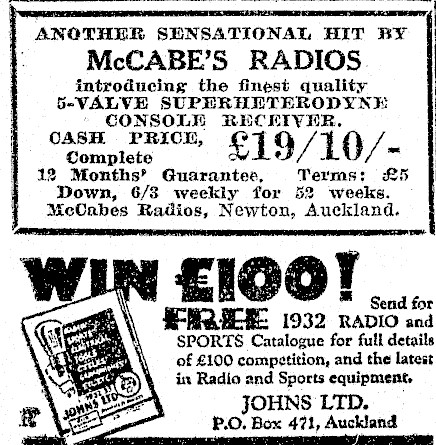 ANOTHER SENSATIONAL HIT BY
McCABE'S RADIOS
introducing the finest quality
5-VALVE SUPERHETERODYNE
CONSOLE RECEIVER.
CASH PRICE, Complete £19/10/-
12 Months' Guarantee. Terms: £5
Down, 6/3 weekly for 52 weeks.
McCabes Radios, Newton, Auckland.
WIN £100!
Send for
FREE 1932 RADIO and
SPORTS Catalogue for full details
of £100 competition, and the latest
in Radio and Sports equipment.
JOHNS LTD.
P.O. Box 471, Auckland
JOHNS LTD